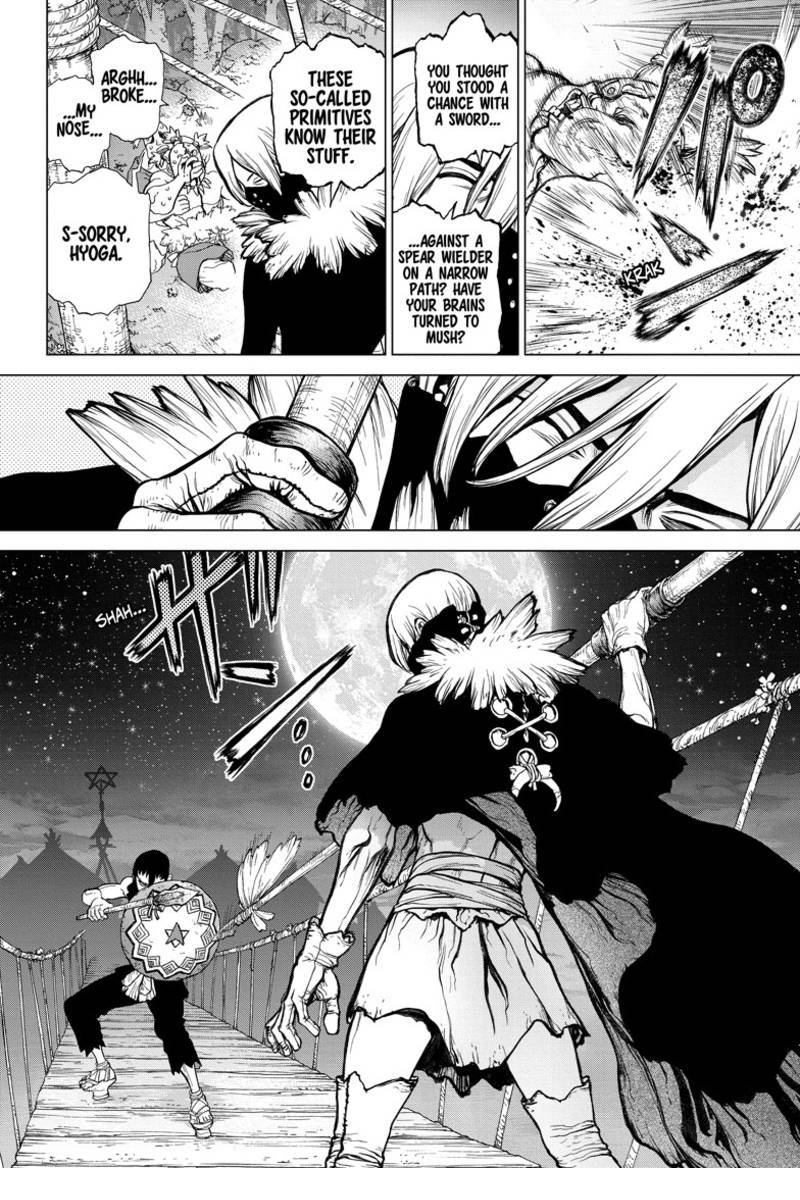 KRAK
YOU THOUGHT
YOU STOOD A
CHANCE WITH
A SWORD...
...AGAINST A
SPEAR WIELDER
ON A NARROW
PATH? HAVE
YOUR BRAINS
TURNED TO
MUSH?
THESE
SO-CALLED
PRIMITIVES
KNOW THEIR
STUFF.
ARGHH...
BROKE...
...MY
NOSE...
S-SORRY,
HYOGA.
SHAH...